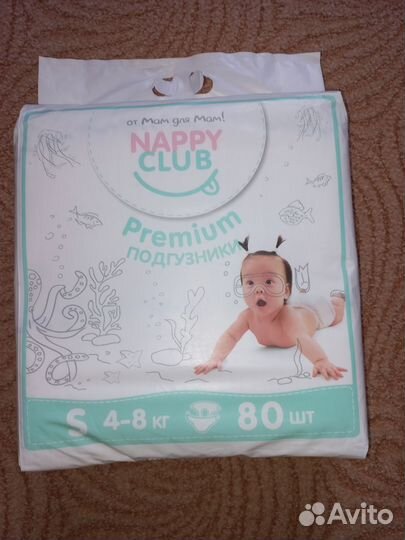 от Мам для Мам!
NAPPY
CLUB
Premium
подгузники
S 4-8 кг 80 шт
Avito